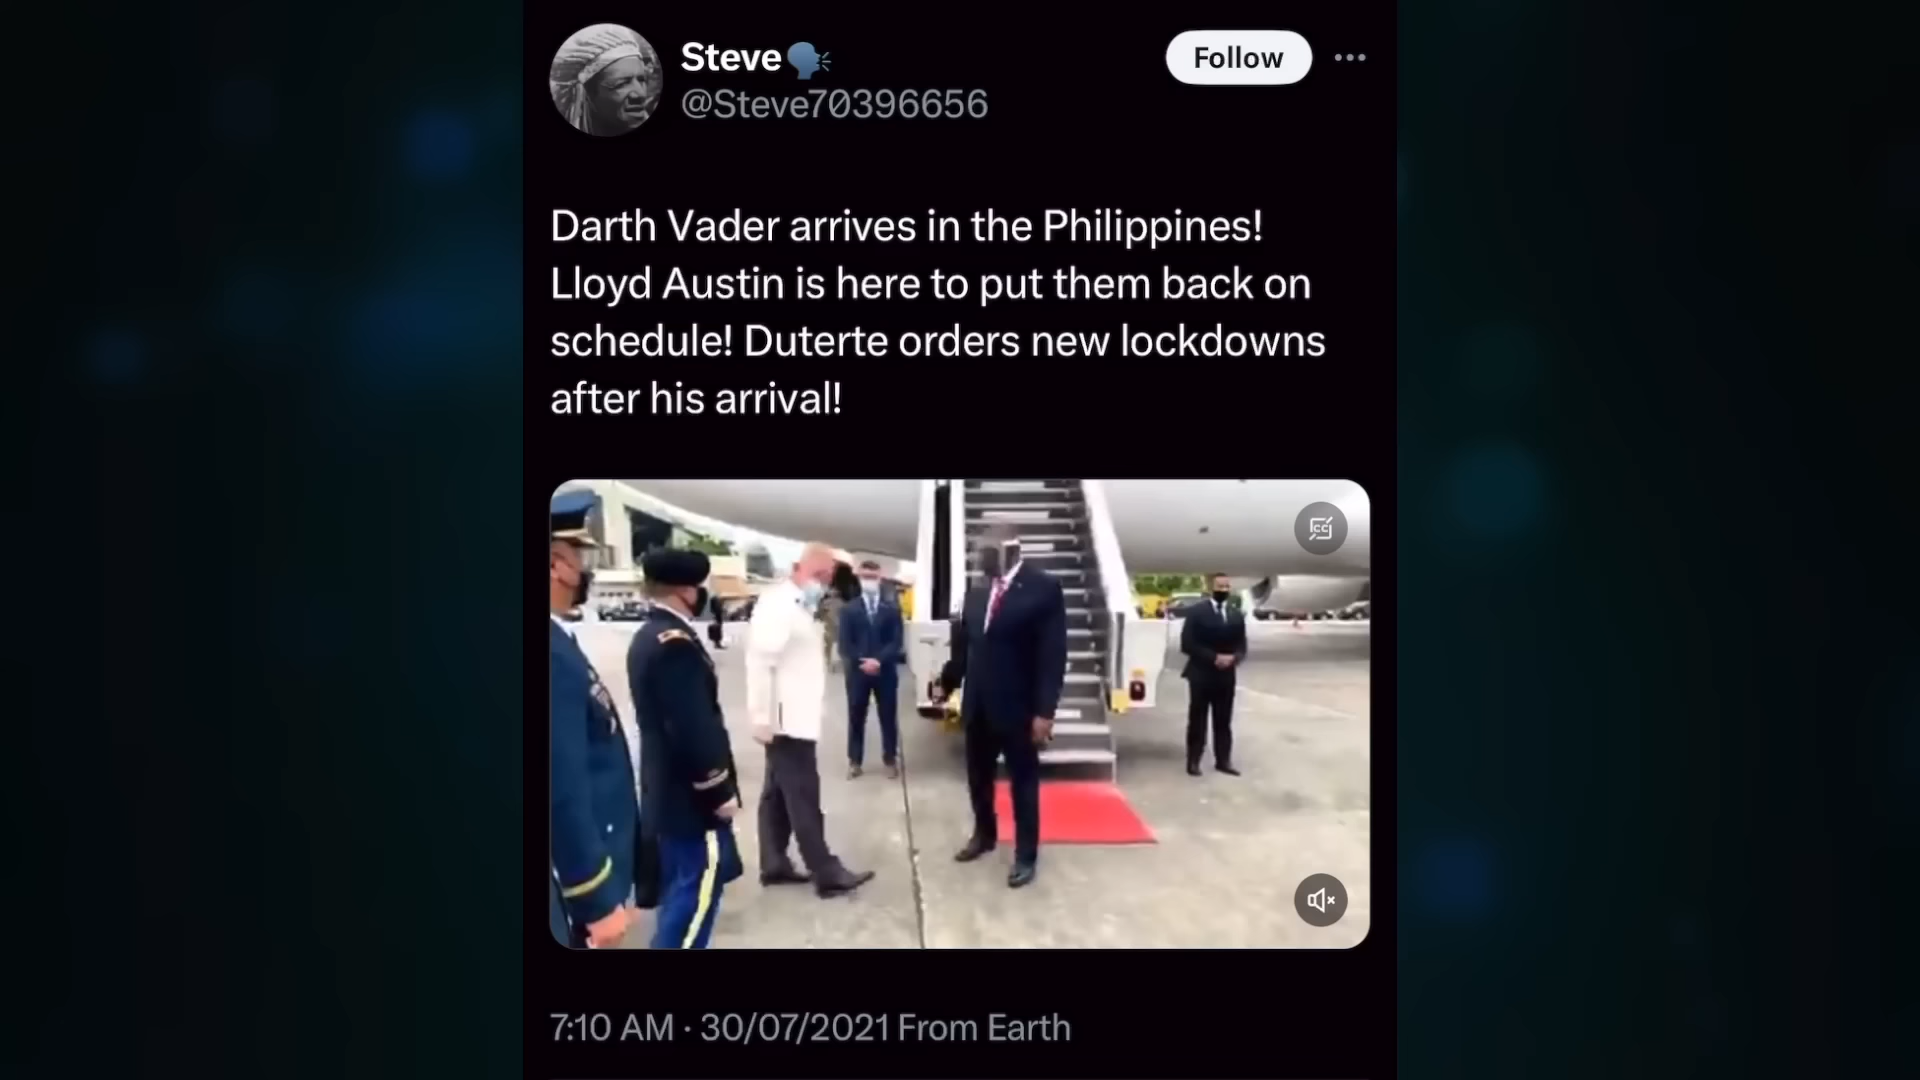 Steve🗣️
@Steve70396656
Follow
Darth Vader arrives in the Philippines!
Lloyd Austin is here to put them back on
schedule! Duterte orders new lockdowns
after his arrival!
CC
7:10 AM · 30/07/2021 From Earth